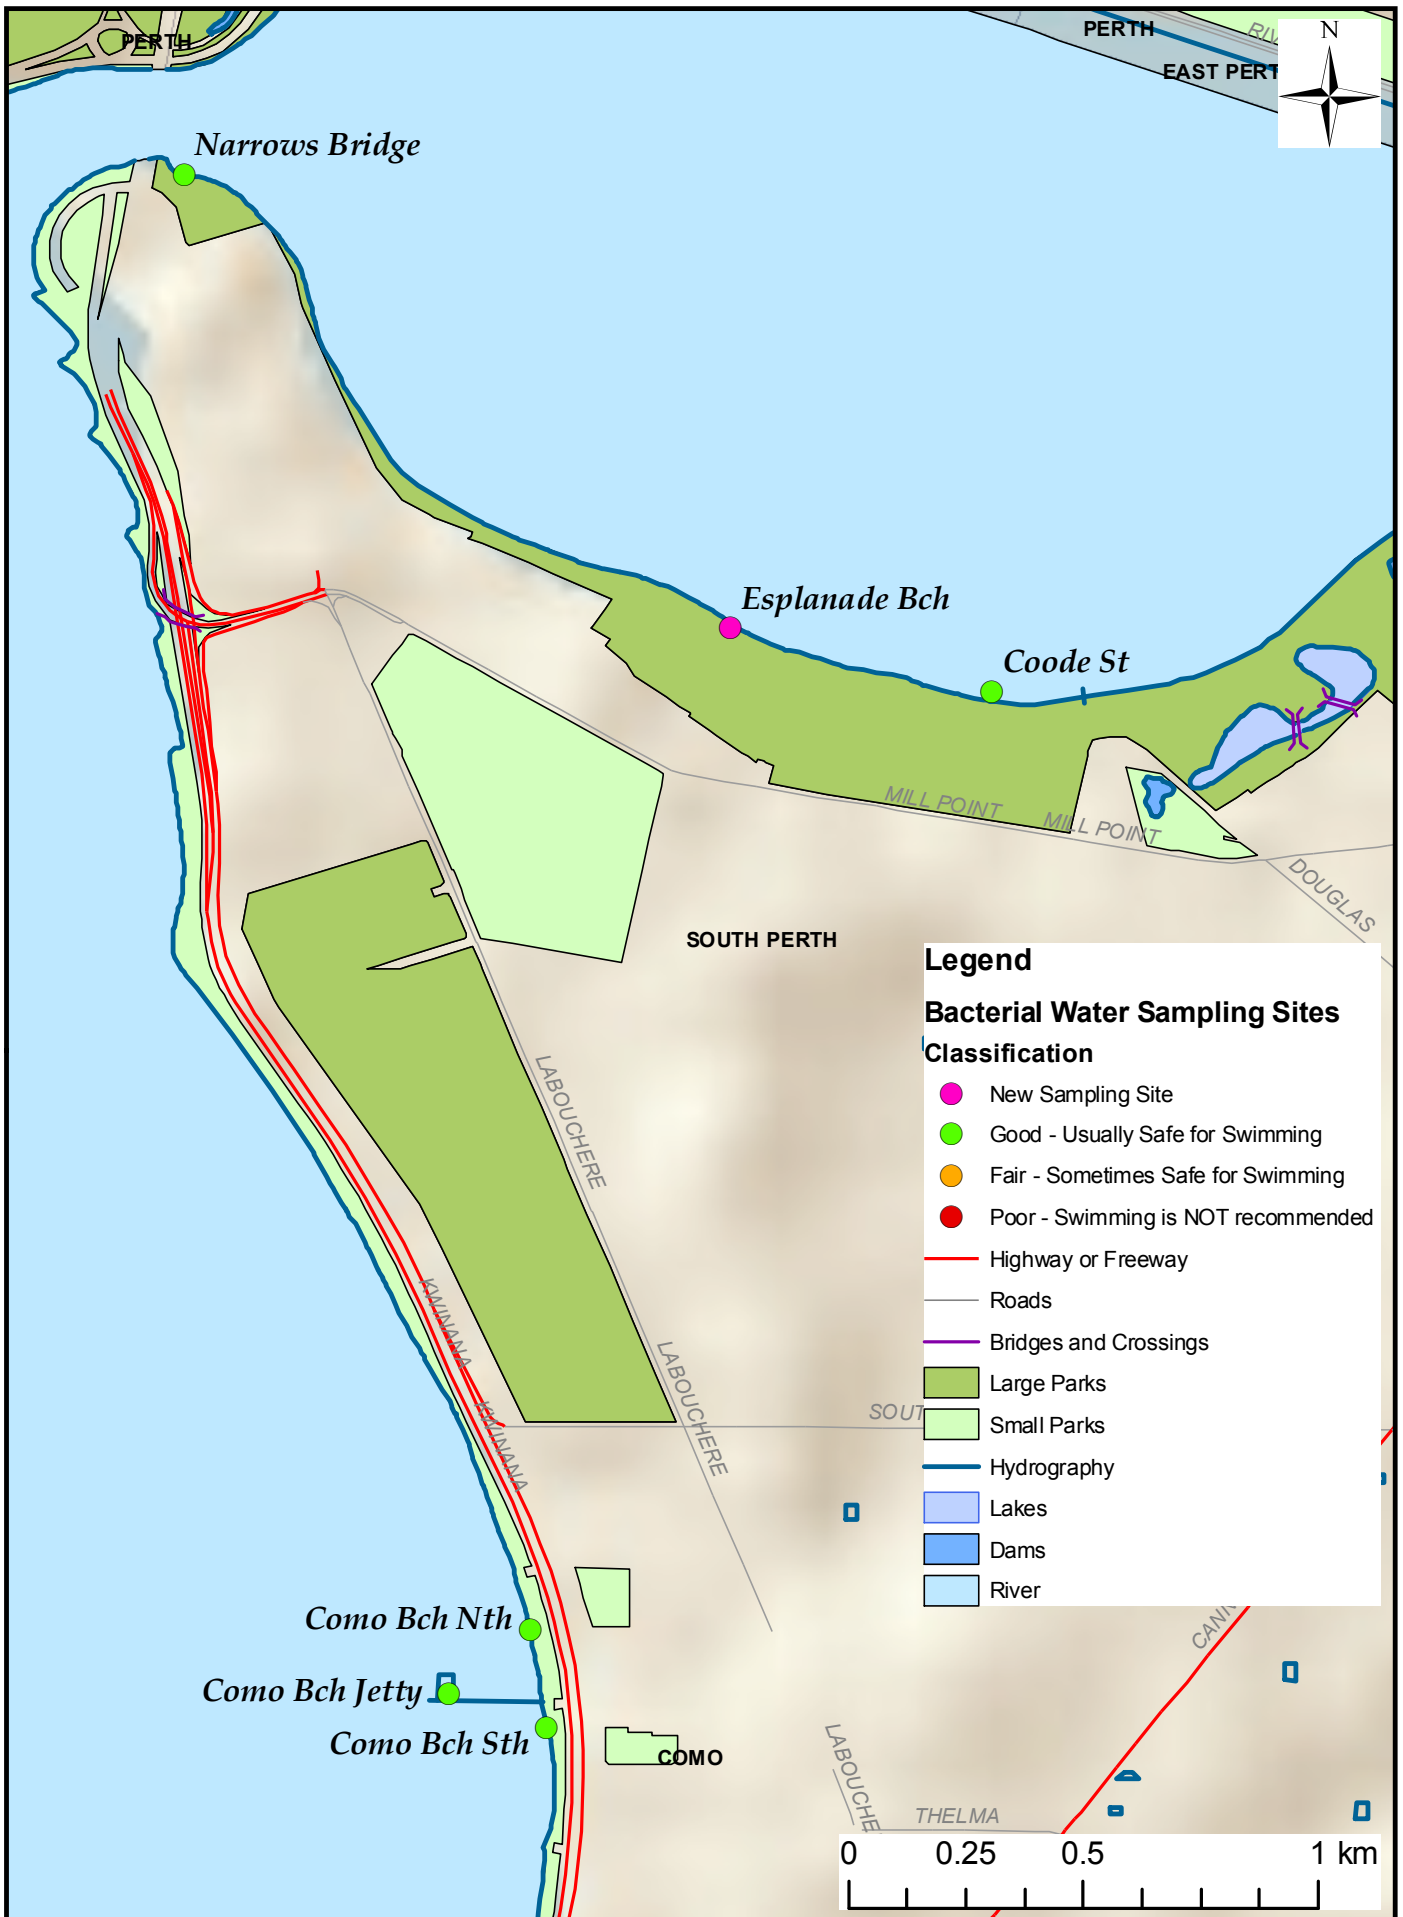 PERTH
PERTH
RIV
EAST PERT
N
Narrows Bridge
Esplanade Bch
Coode St
MILL POINT
MILL POINT
DOUGLAS
SOUTH PERTH
Legend
Bacterial Water Sampling Sites
Classification
New Sampling Site
Good - Usually Safe for Swimming
Fair - Sometimes Safe for Swimming
Poor - Swimming is NOT recommended
Highway or Freeway
Roads
Bridges and Crossings
Large Parks
Small Parks
Hydrography
Lakes
Dams
River
LABOUCHERE
KWINANA
LABOUCHERE
SOUT
KWINANA
Como Bch Nth
CANN
Como Bch Jetty
Como Bch Sth
COMO
LABOUCHE
THELMA
0 0.25 0.5 1 km